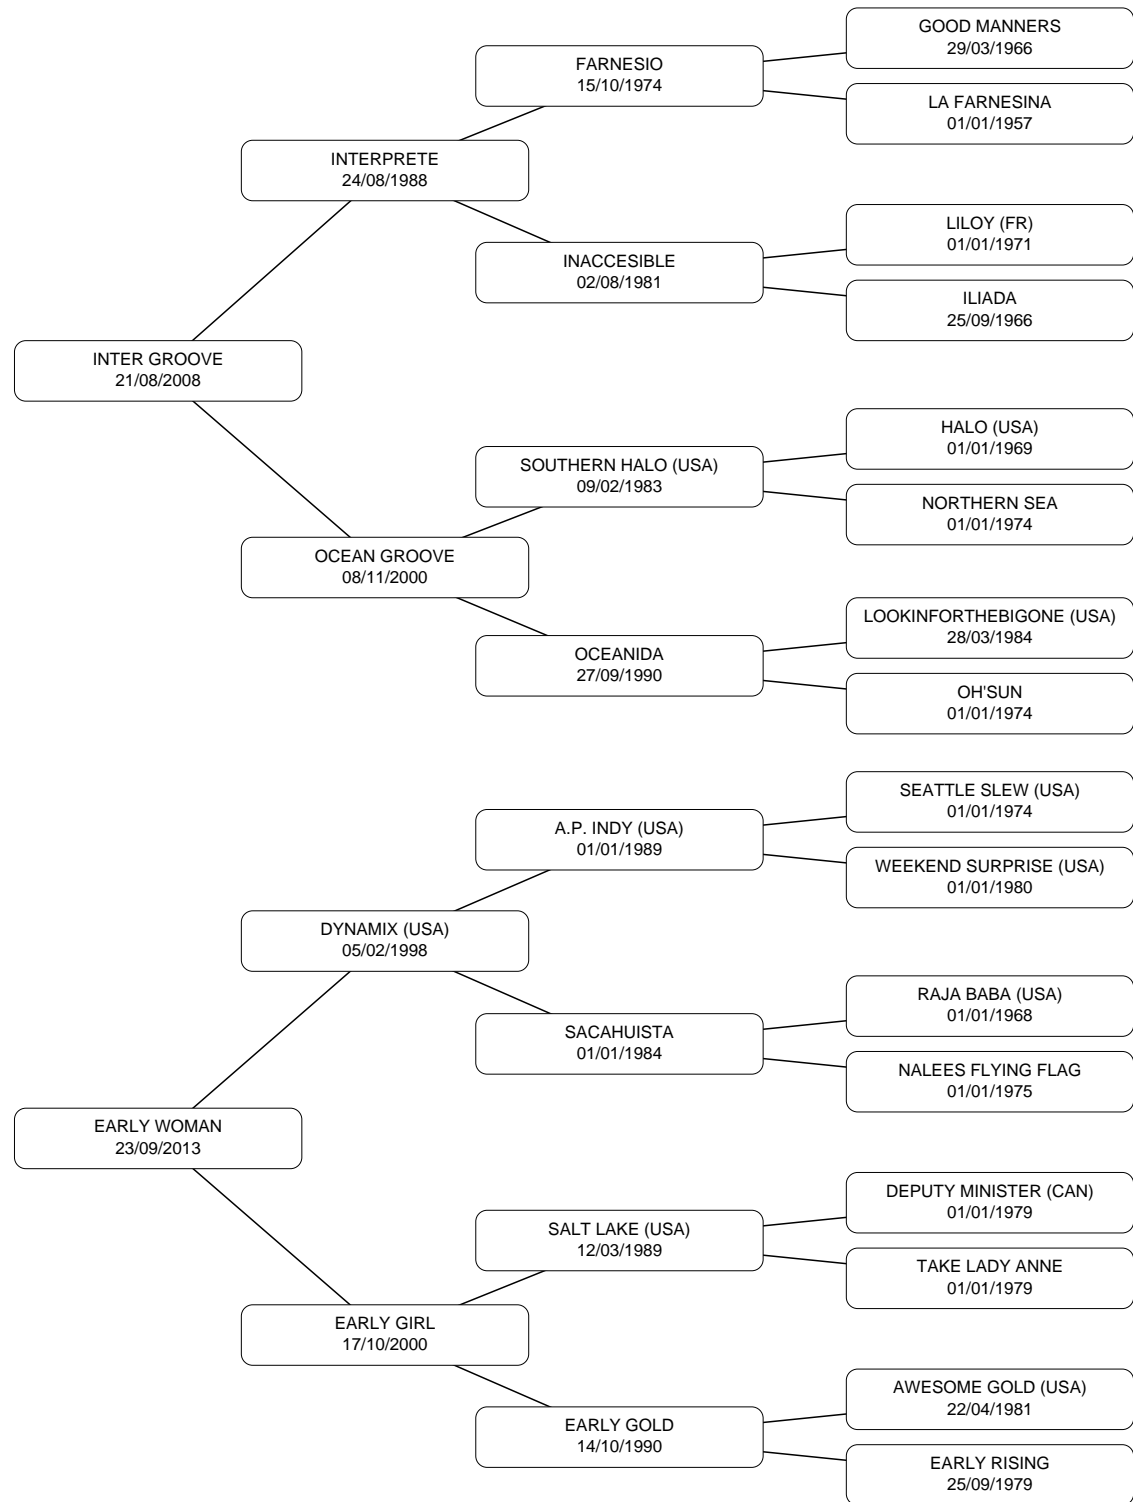 GOOD MANNERS
29/03/1966
FARNESIO
15/10/1974
LA FARNESINA
01/01/1957
INTERPRETE
24/08/1988
LILOY (FR)
01/01/1971
INACCESIBLE
02/08/1981
ILIADA
25/09/1966
INTER GROOVE
21/08/2008
HALO (USA)
01/01/1969
SOUTHERN HALO (USA)
09/02/1983
NORTHERN SEA
01/01/1974
OCEAN GROOVE
08/11/2000
LOOKINFORTHEBIGONE (USA)
28/03/1984
OCEANIDA
27/09/1990
OH'SUN
01/01/1974
SEATTLE SLEW (USA)
01/01/1974
A.P. INDY (USA)
01/01/1989
WEEKEND SURPRISE (USA)
01/01/1980
DYNAMIX (USA)
05/02/1998
RAJA BABA (USA)
01/01/1968
SACAHUISTA
01/01/1984
NALEES FLYING FLAG
01/01/1975
EARLY WOMAN
23/09/2013
DEPUTY MINISTER (CAN)
01/01/1979
SALT LAKE (USA)
12/03/1989
TAKE LADY ANNE
01/01/1979
EARLY GIRL
17/10/2000
AWESOME GOLD (USA)
22/04/1981
EARLY GOLD
14/10/1990
EARLY RISING
25/09/1979